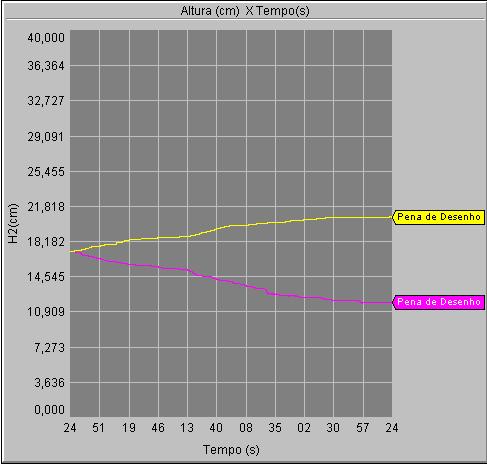 Altura (cm) X Tempo(s)
40,000
36,364
32,727
29,091
25,455
21,818
18,182
14,545
10,909
7,273
3,636
0,000
H2(cm)
Pena de Desenho
Pena de Desenho
24 51 19 46 13 40 08 35 02 30 57 24
Tempo (s)